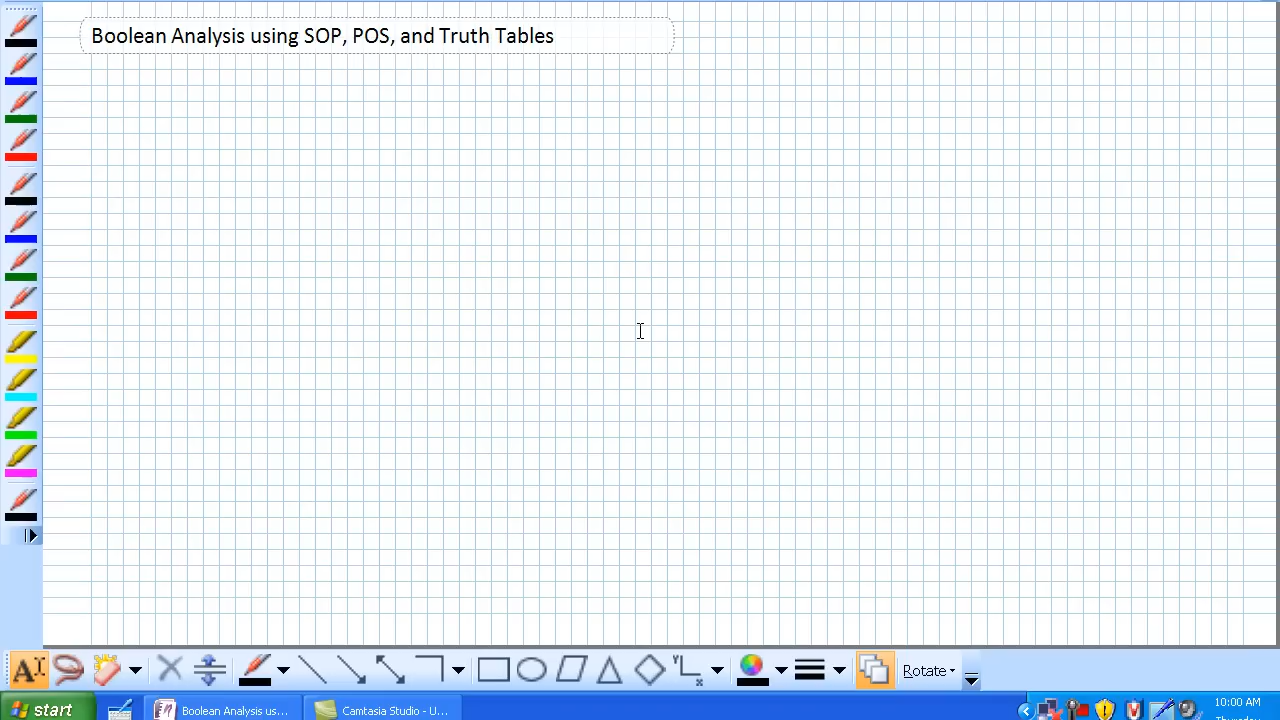 Boolean Analysis using SOP, POS, and Truth Tables
A
Rotate
start
Boolean Analysis us...
Camtasia Studio - U...
10:00 AM